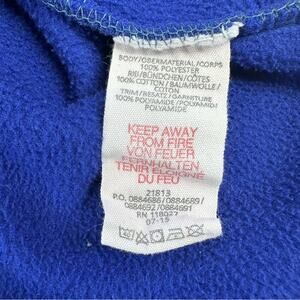 BODY/OBERMATERIAL/CORPS
100% POLYESTER
RIB/BÜNDCHEN/CÔTES
100% COTTON / BAUMWOLLE /
COTON
TRIM/BESATZ/GARNITURE
100% POLYAMIDE/POLYAMID/
POLYAMIDE
KEEP AWAY
FROM FIRE
VON FEUER
FERNHALTEN
TENIR ÉLOIGNÉ
DU FEU
21813
P.O. 0884686/0884689/
0884692/0884691
RN 118027
07-15